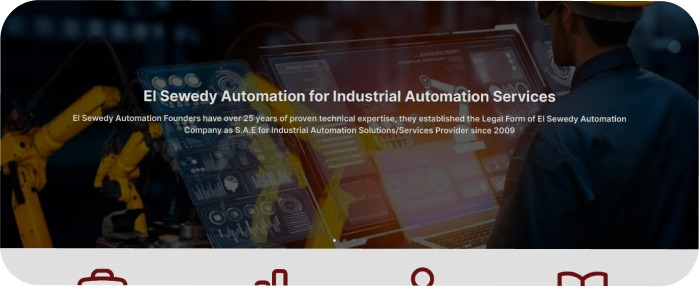 El Sewedy Automation for Industrial Automation Services
El Sewedy Automation Founders have over 25 years of proven technical expertise, they established the Legal Form of El Sewedy Automation
Company as S.A.E for Industrial Automation Solutions/Services Provider since 2009